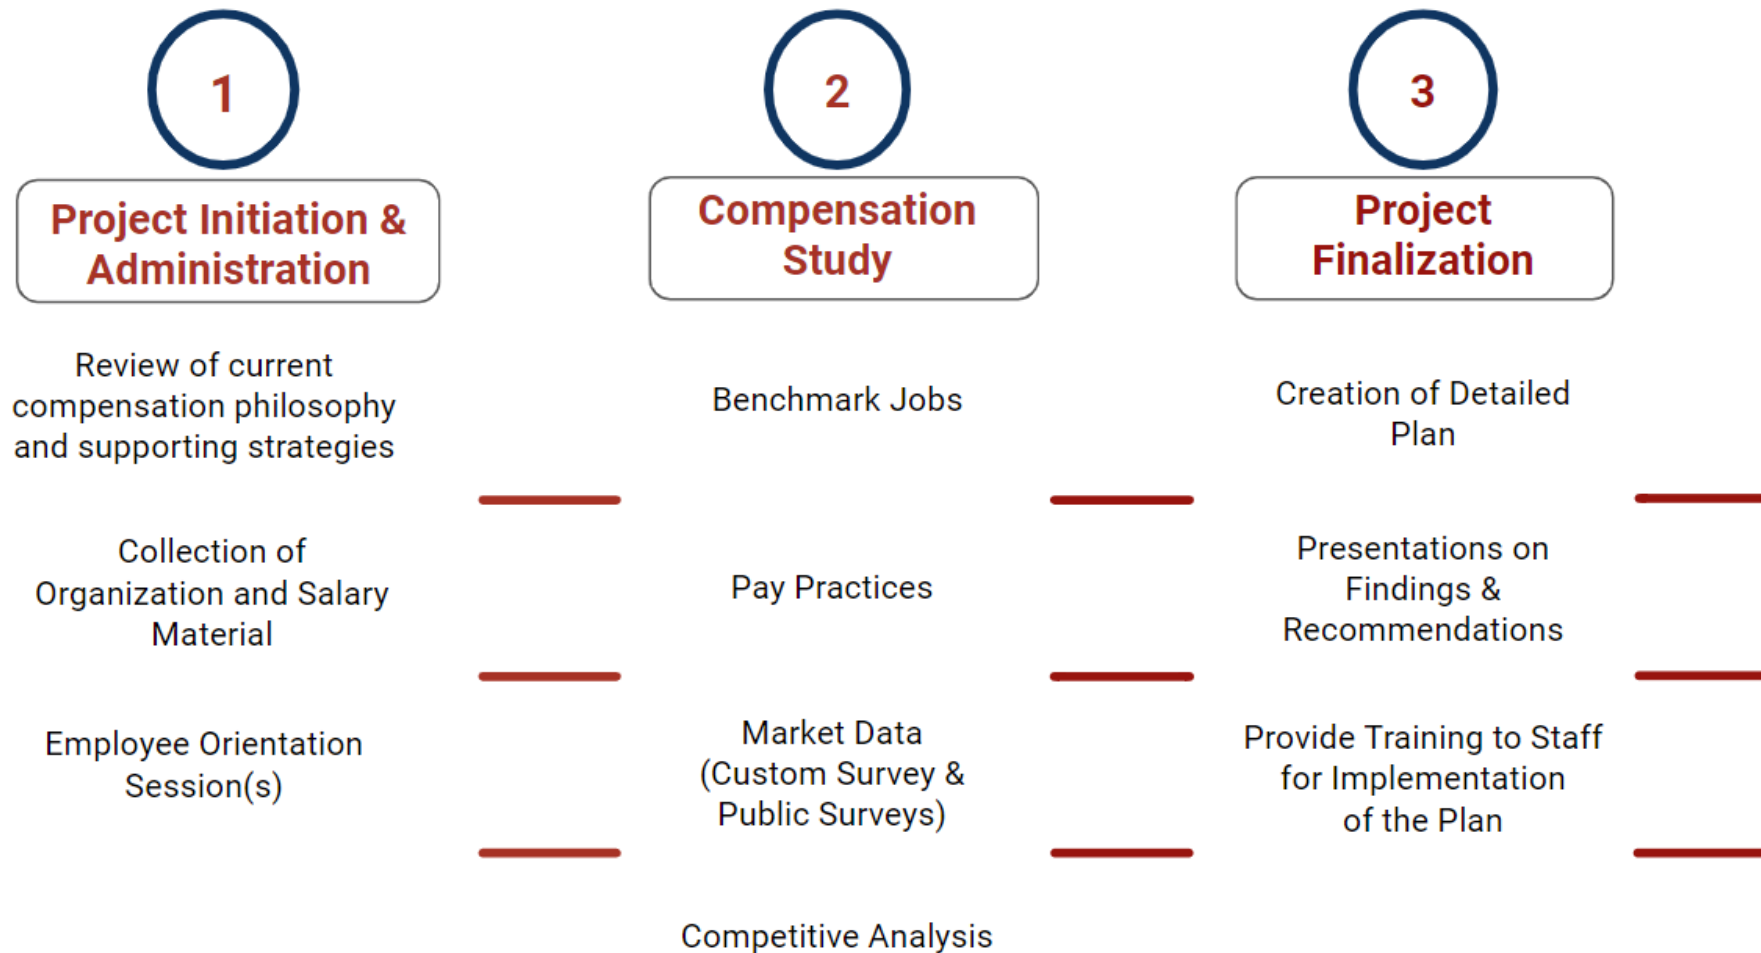 1
Project Initiation &
Administration
Review of current
compensation philosophy
and supporting strategies
Collection of
Organization and Salary
Material
Employee Orientation
Session(s)
2
Compensation
Study
Benchmark Jobs
Pay Practices
Market Data
(Custom Survey &
Public Surveys)
Competitive Analysis
3
Project
Finalization
Creation of Detailed
Plan
Presentations on
Findings &
Recommendations
Provide Training to Staff
for Implementation
of the Plan